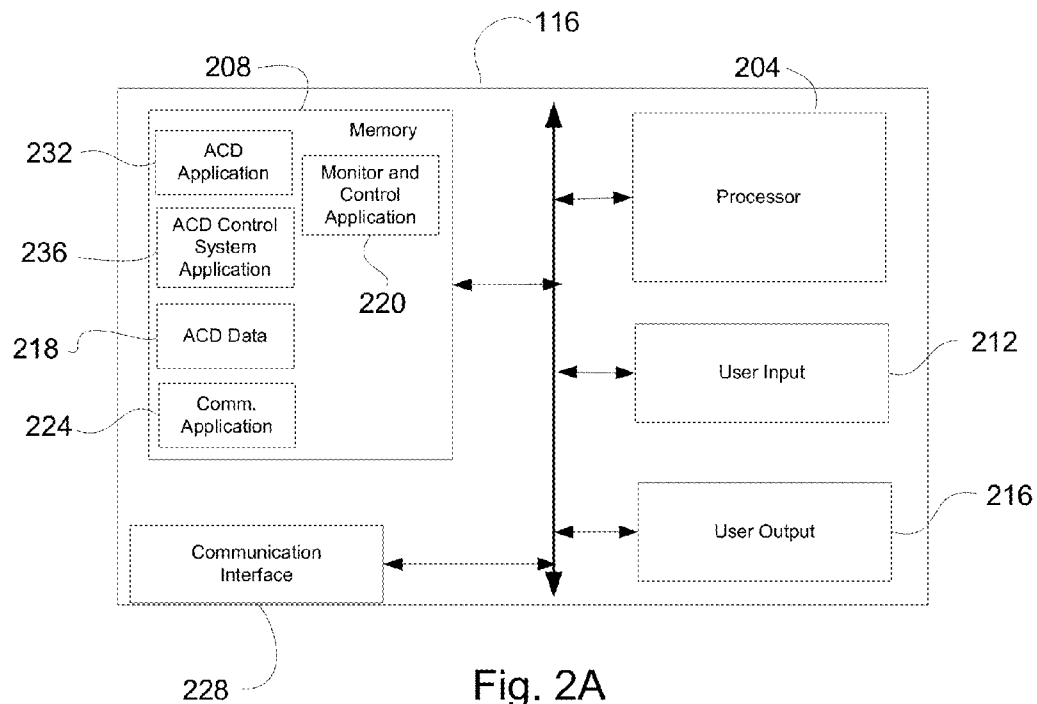 116
208
204
Memory
232
ACD
Application
Monitor and
Control
Application
Processor
236
ACD Control
System
Application
220
218
ACD Data
User Input
212
224
Comm.
Application
216
User Output
Communication
Interface
228
Fig. 2A